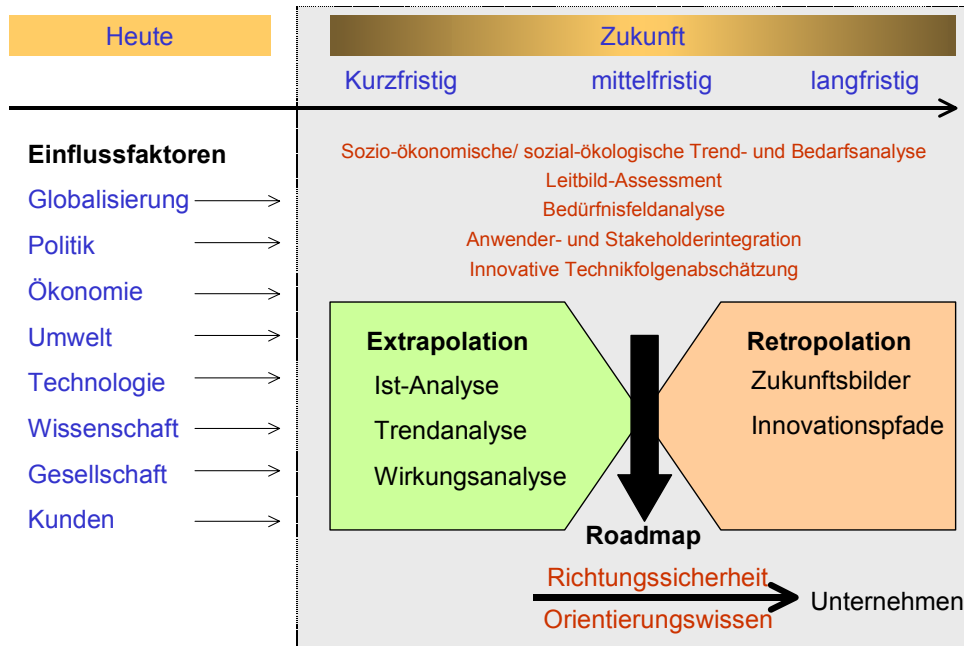 Heute
Zukunft
Kurzfristig mittelfristig langfristig
Einflussfaktoren
Globalisierung
Politik
Ökonomie
Umwelt
Technologie
Wissenschaft
Gesellschaft
Kunden
Sozio-ökonomische/ sozial-ökologische Trend- und Bedarfsanalyse
Leitbild-Assessment
Bedürfnisfeldanalyse
Anwender- und Stakeholderintegration
Innovative Technikfolgenabschätzung
Extrapolation
Ist-Analyse
Trendanalyse
Wirkungsanalyse
Retropolation
Zukunftsbilder
Innovationspfade
Roadmap
Richtungssicherheit
Orientierungswissen
Unternehmen